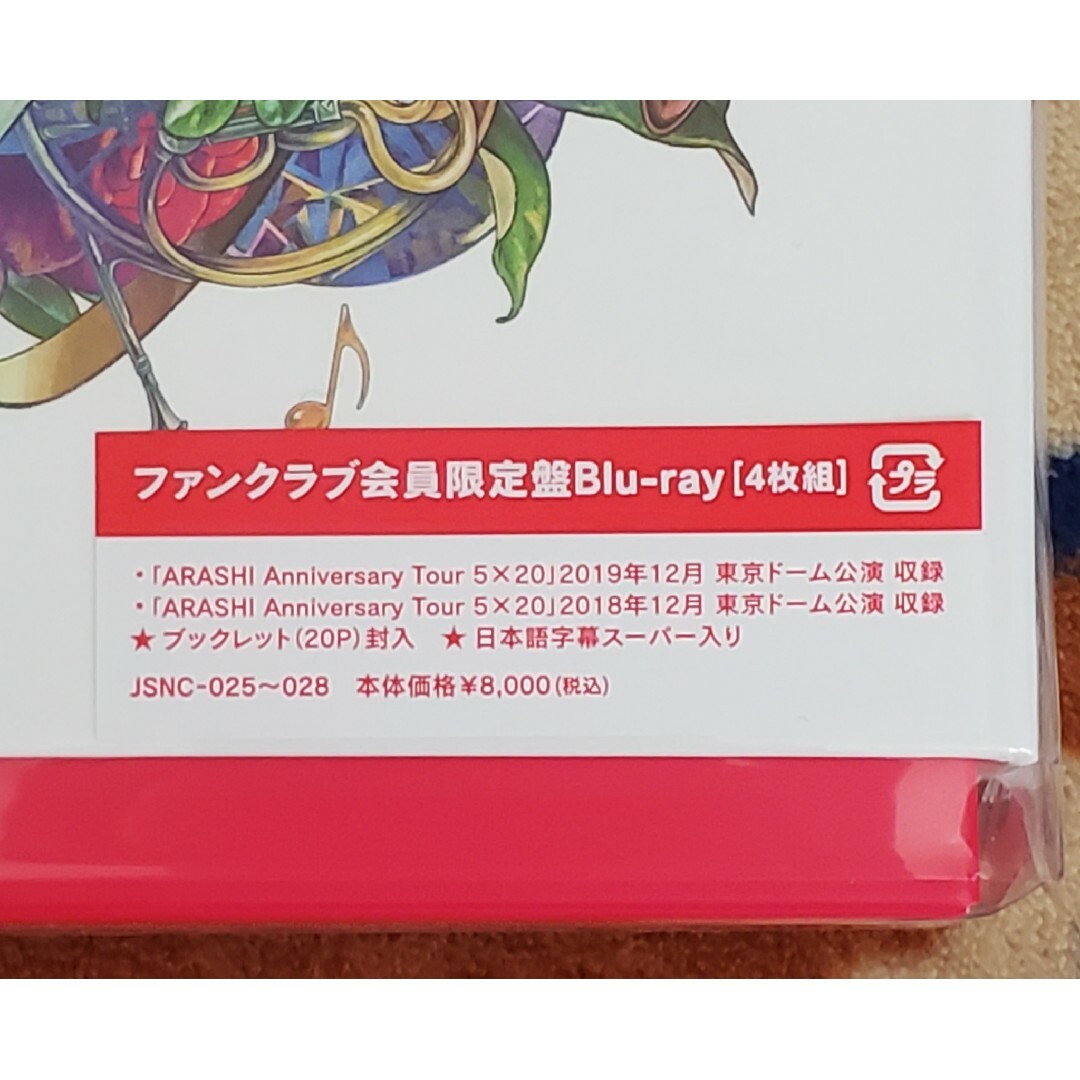 ファンクラブ会員限定盤Blu-ray[4枚組] プラ
・「ARASHI Anniversary Tour 5×20」2019年12月 東京ドーム公演 収録
・「ARASHI Anniversary Tour 5×20」2018年12月 東京ドーム公演 収録
★ ブックレット(20P)封入 ★ 日本語字幕スーパー入り
JSNC-025〜028 本体価格¥8,000(税込)